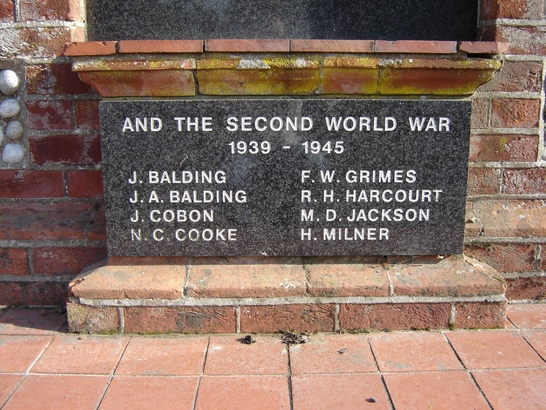 AND THE SECOND WORLD WAR
1939 - 1945
J. BALDING
J. A. BALDING
J. COBON
N. C. COOKE
F. W. GRIMES
R. H. HARCOURT
M. D. JACKSON
H. MILNER